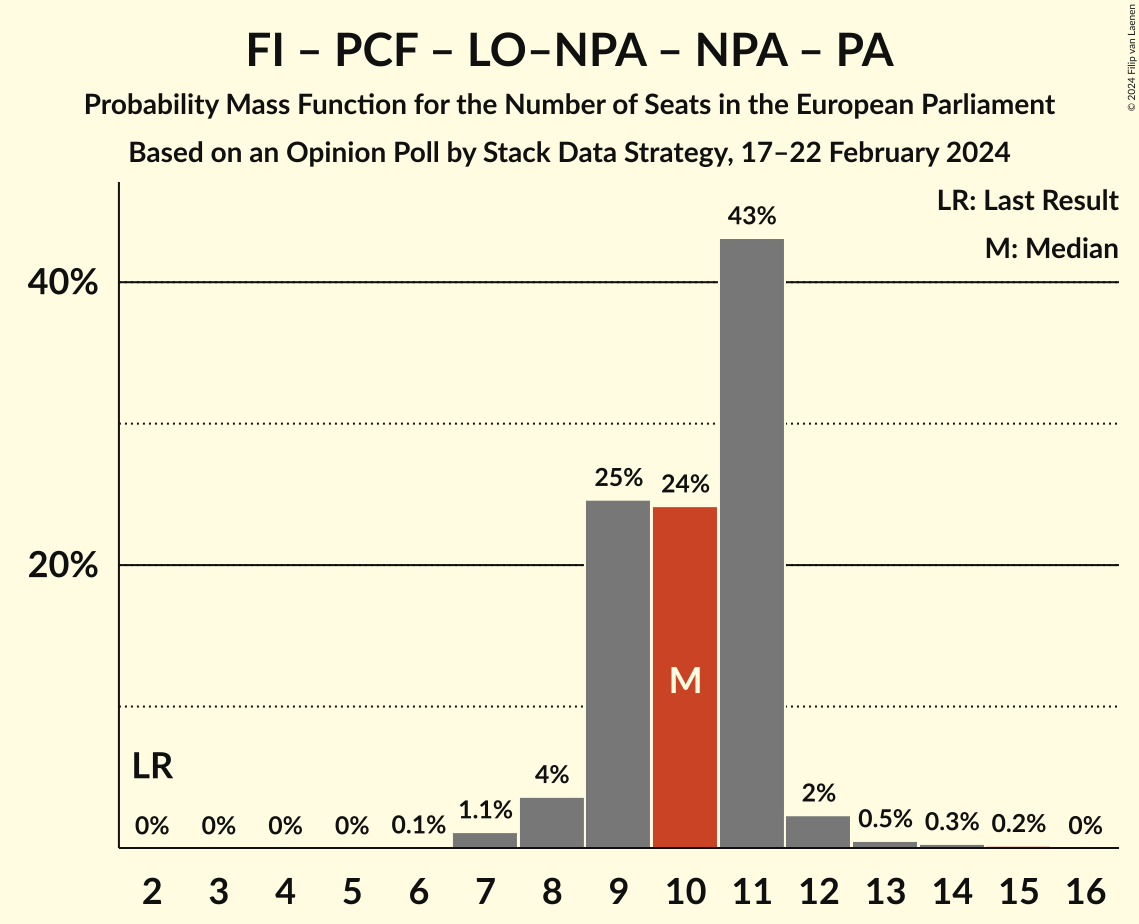 FI – PCF – LO–NPA – NPA – PA
Probability Mass Function for the Number of Seats in the European Parliament
Based on an Opinion Poll by Stack Data Strategy, 17–22 February 2024
© 2024 Filip van Laenen
LR: Last Result
M: Median
43%
40%
25%
24%
20%
M
LR
0%
0%
0%
0%
0.1%
1.1%
4%
2%
0.5%
0.3%
0.2%
0%
2 3 4 5 6 7 8 9 10 11 12 13 14 15 16